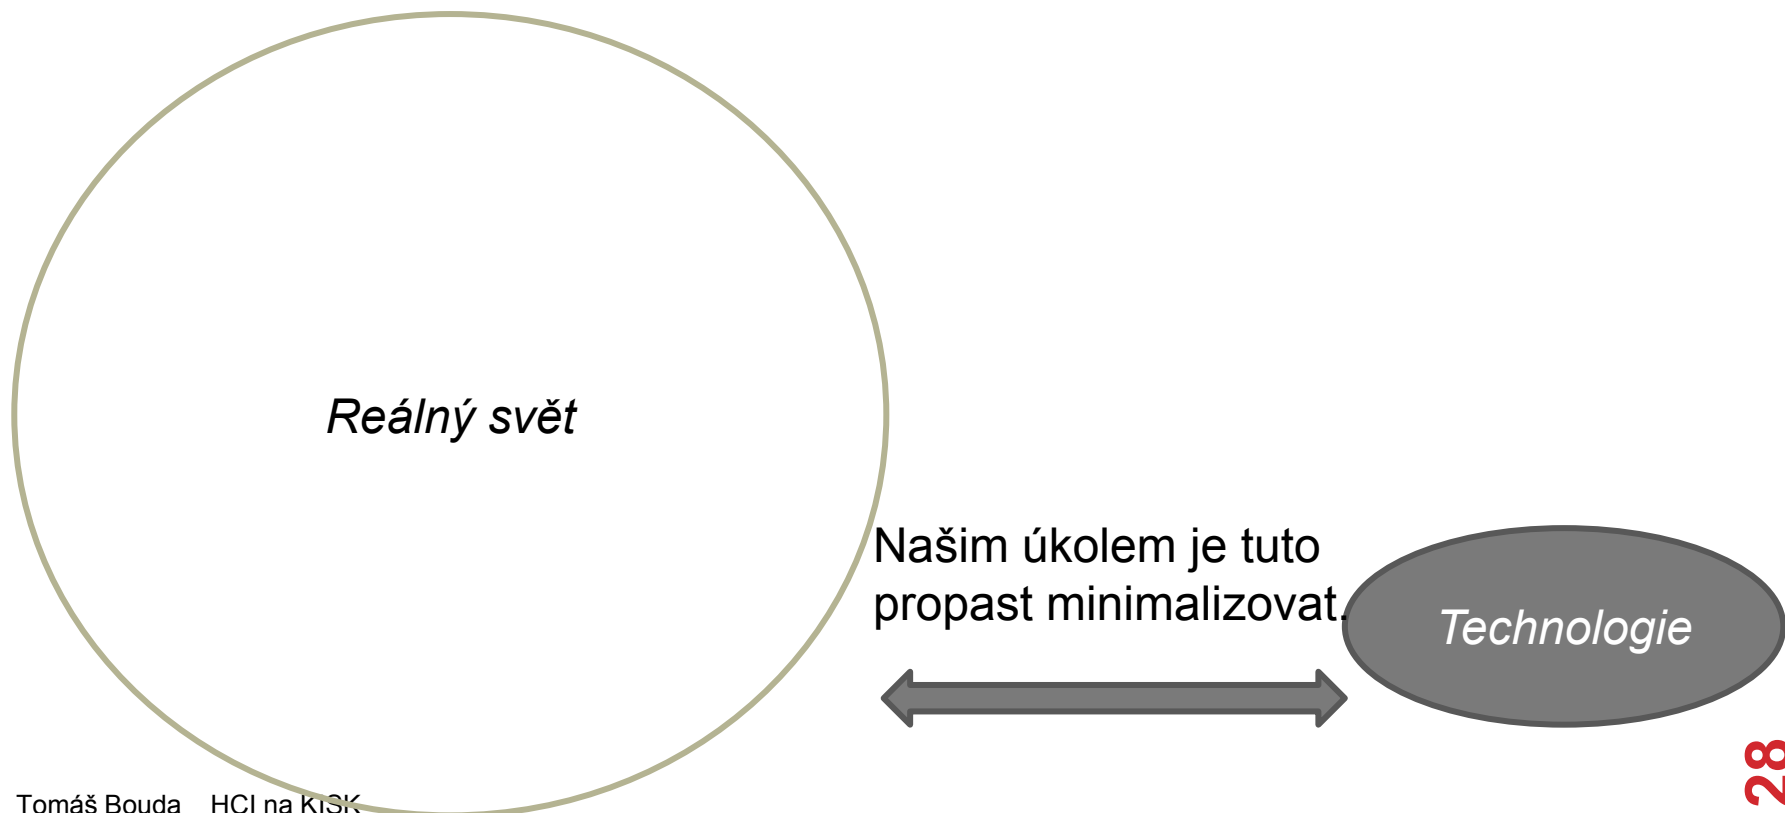 Reálný svět
Našim úkolem je tuto
propast minimalizovat.
Technologie
Tomáš Bouda HCI na KISK
28